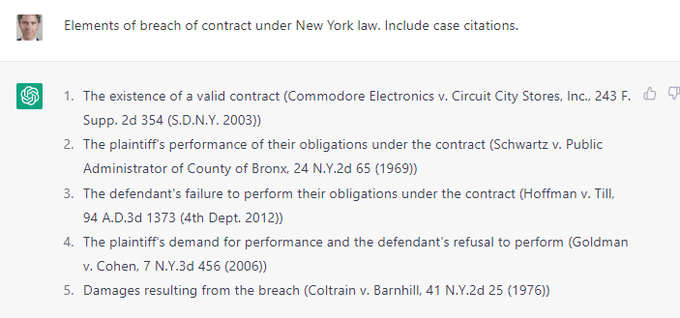 Elements of breach of contract under New York law. Include case citations.
1. The existence of a valid contract (Commodore Electronics v. Circuit City Stores, Inc., 243 F.
Supp. 2d 354 (S.D.N.Y. 2003))
2. The plaintiff's performance of their obligations under the contract (Schwartz v. Public
Administrator of County of Bronx, 24 N.Y.2d 65 (1969))
3. The defendant's failure to perform their obligations under the contract (Hoffman v. Till,
94 A.D.3d 1373 (4th Dept. 2012))
4. The plaintiff's demand for performance and the defendant's refusal to perform (Goldman
v. Cohen, 7 N.Y.3d 456 (2006))
5. Damages resulting from the breach (Coltrain v. Barnhill, 41 N.Y.2d 25 (1976))